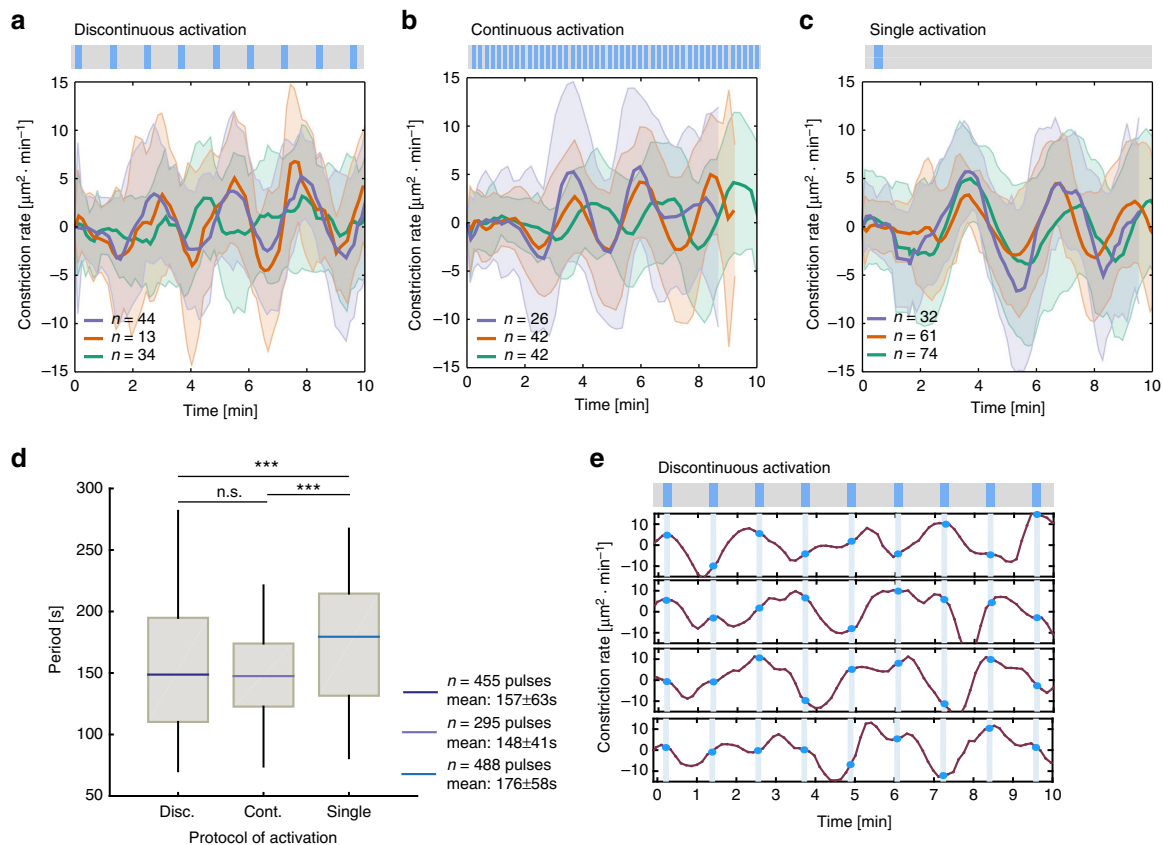 a
Discontinuous activation
15
10
5
0
−5
−10
−15
Constriction rate [µm² · min⁻¹]
n = 44
n = 13
n = 34
0 2 4 6 8 10
Time [min]
b
Continuous activation
15
10
5
0
−5
−10
−15
Constriction rate [µm² · min⁻¹]
n = 26
n = 42
n = 42
0 2 4 6 8 10
Time [min]
c
Single activation
15
10
5
0
−5
−10
−15
Constriction rate [µm² · min⁻¹]
n = 32
n = 61
n = 74
0 2 4 6 8 10
Time [min]
d
***
n.s. ***
300
250
200
150
100
50
Period [s]
Disc. Cont. Single
Protocol of activation
n = 455 pulses
mean: 157±63s
n = 295 pulses
mean: 148±41s
n = 488 pulses
mean: 176±58s
e
Discontinuous activation
10
0
−10
10
0
−10
10
0
−10
10
0
−10
Constriction rate [µm² · min⁻¹]
0 1 2 3 4 5 6 7 8 9 10
Time [min]